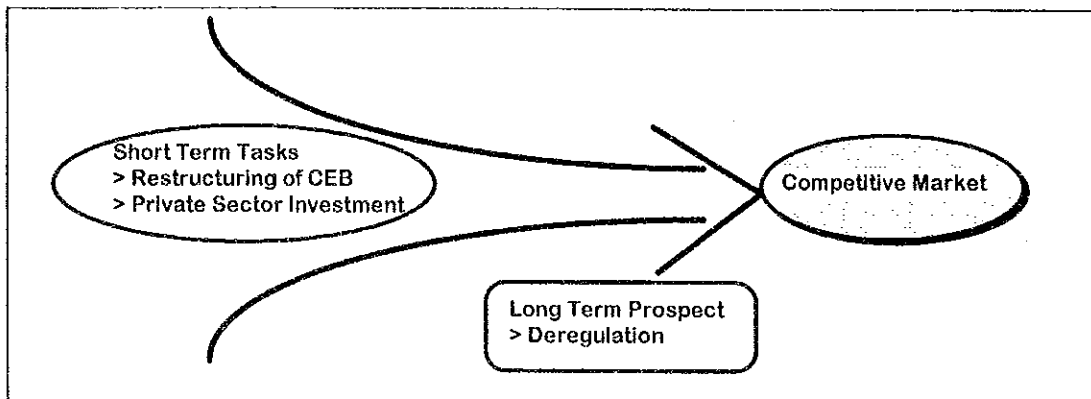 Short Term Tasks
> Restructuring of CEB
> Private Sector Investment
Competitive Market
Long Term Prospect
> Deregulation